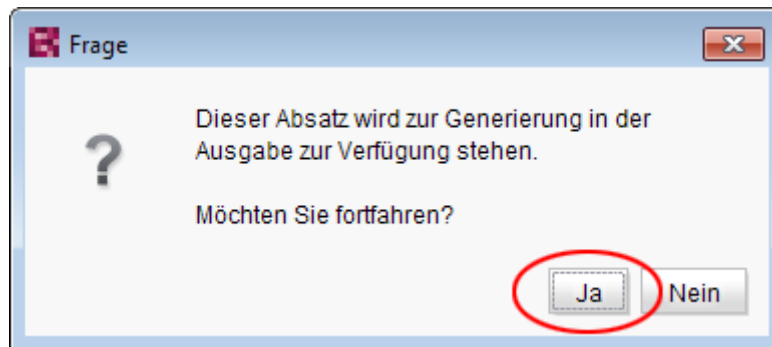 Frage
Dieser Absatz wird zur Generierung in der
Ausgabe zur Verfügung stehen.
?
Möchten Sie fortfahren?
Ja Nein